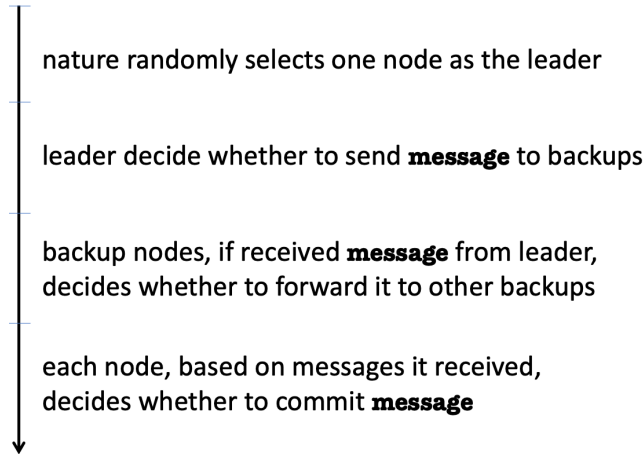 nature randomly selects one node as the leader
leader decide whether to send message to backups
backup nodes, if received message from leader,
decides whether to forward it to other backups
each node, based on messages it received,
decides whether to commit message